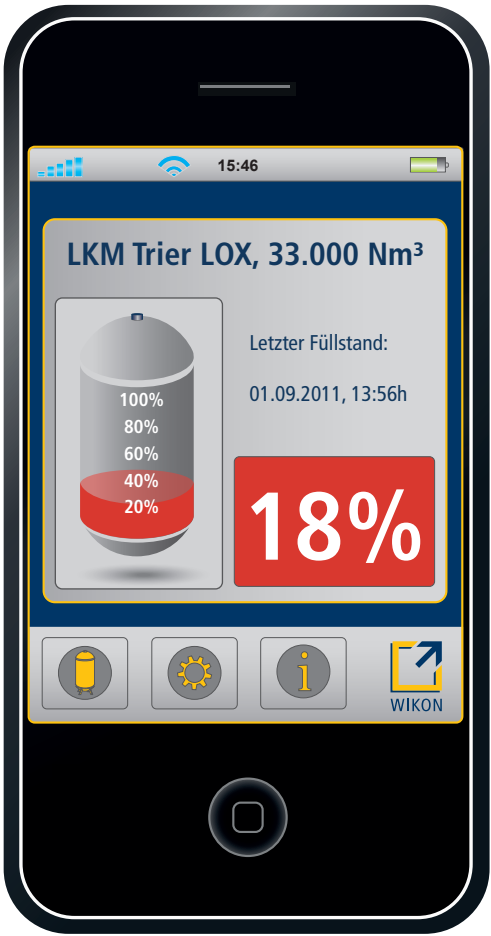 15:46
LKM Trier LOX, 33.000 Nm³
Letzter Füllstand:
01.09.2011, 13:56h
100%
80%
60%
40%
20%
18%
i
WIKON